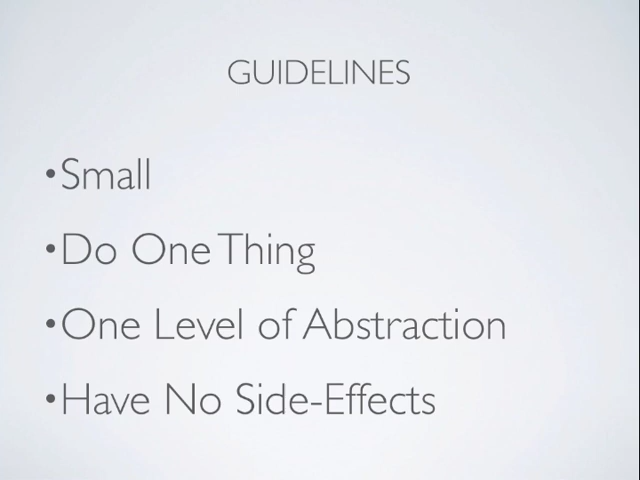 GUIDELINES
•Small
•Do One Thing
•One Level of Abstraction
•Have No Side-Effects